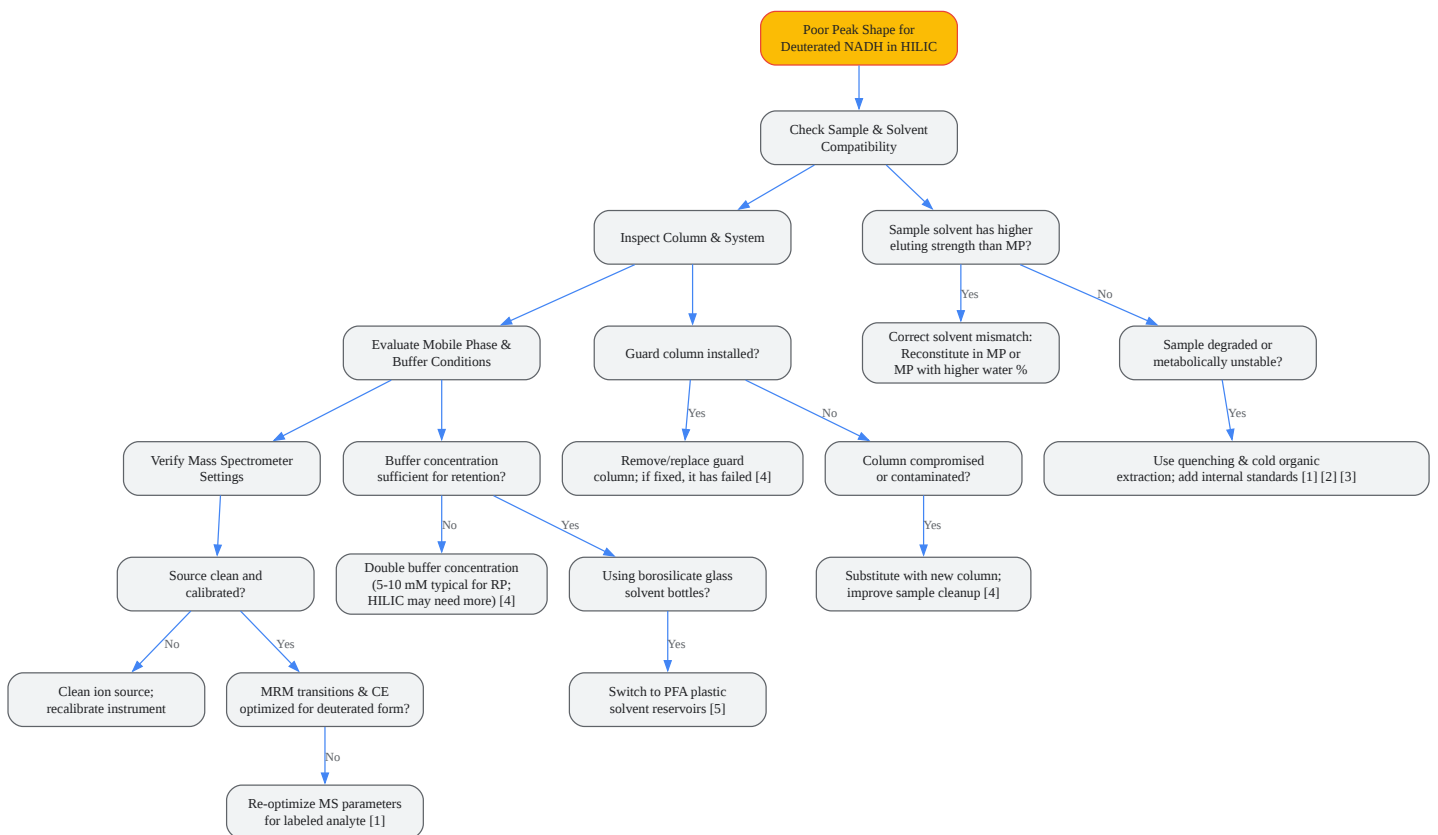 Poor Peak Shape for
Deuterated NADH in HILIC
Check Sample & Solvent
Compatibility
Inspect Column & System
Sample solvent has higher
eluting strength than MP?
Yes
No
Evaluate Mobile Phase &
Buffer Conditions
Guard column installed?
Correct solvent mismatch:
Reconstitute in MP or
MP with higher water %
Sample degraded or
metabolically unstable?
Yes
No
Yes
Verify Mass Spectrometer
Settings
Buffer concentration
sufficient for retention?
Remove/replace guard
column; if fixed, it has failed [4]
Column compromised
or contaminated?
Use quenching & cold organic
extraction; add internal standards [1] [2] [3]
No
Yes
Yes
Source clean and
calibrated?
Double buffer concentration
(5-10 mM typical for RP;
HILIC may need more) [4]
Using borosilicate glass
solvent bottles?
Substitute with new column;
improve sample cleanup [4]
No
Yes
Yes
Clean ion source;
recalibrate instrument
MRM transitions & CE
optimized for deuterated form?
Switch to PFA plastic
solvent reservoirs [5]
No
Re-optimize MS parameters
for labeled analyte [1]